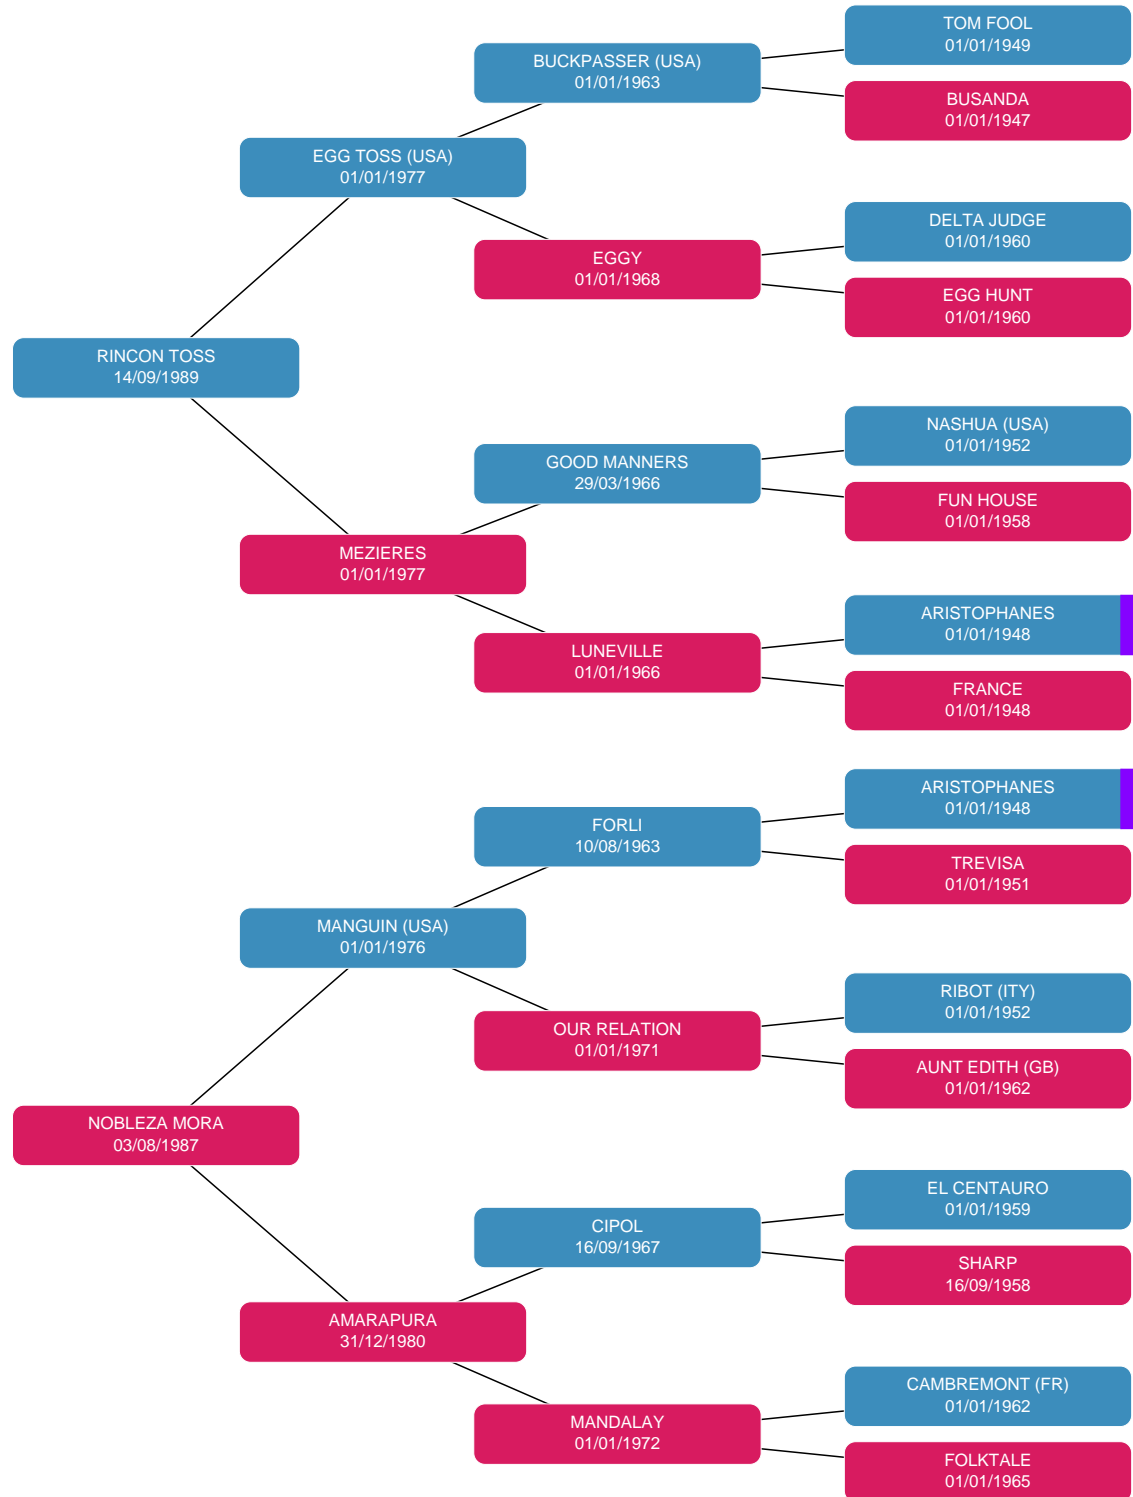 TOM FOOL
01/01/1949
BUCKPASSER (USA)
01/01/1963
BUSANDA
01/01/1947
EGG TOSS (USA)
01/01/1977
DELTA JUDGE
01/01/1960
EGGY
01/01/1968
EGG HUNT
01/01/1960
RINCON TOSS
14/09/1989
NASHUA (USA)
01/01/1952
GOOD MANNERS
29/03/1966
FUN HOUSE
01/01/1958
MEZIERES
01/01/1977
ARISTOPHANES
01/01/1948
LUNEVILLE
01/01/1966
FRANCE
01/01/1948
ARISTOPHANES
01/01/1948
FORLI
10/08/1963
TREVISA
01/01/1951
MANGUIN (USA)
01/01/1976
RIBOT (ITY)
01/01/1952
OUR RELATION
01/01/1971
AUNT EDITH (GB)
01/01/1962
NOBLEZA MORA
03/08/1987
EL CENTAURO
01/01/1959
CIPOL
16/09/1967
SHARP
16/09/1958
AMARAPURA
31/12/1980
CAMBREMONT (FR)
01/01/1962
MANDALAY
01/01/1972
FOLKTALE
01/01/1965